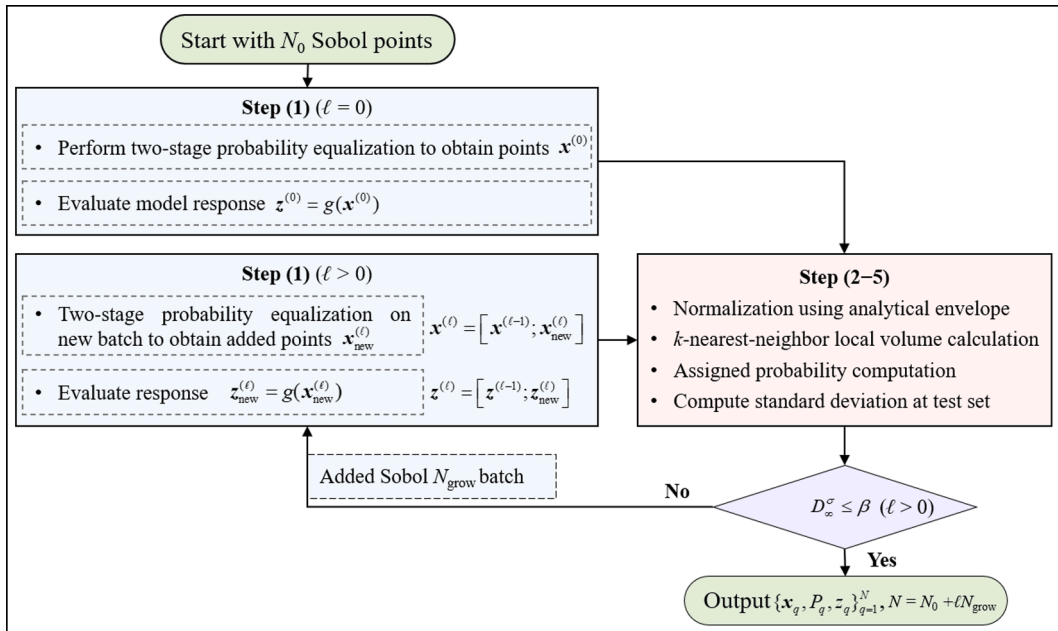 Start with N₀ Sobol points
Step (1) (ℓ = 0)
• Perform two-stage probability equalization to obtain points x⁽⁰⁾
• Evaluate model response z⁽⁰⁾ = g(x⁽⁰⁾)
Step (1) (ℓ > 0)
• Two-stage probability equalization on
new batch to obtain added points x_new^(ℓ)
x^(ℓ) = [x^(ℓ−1); x_new^(ℓ)]
• Evaluate response z_new^(ℓ) = g(x_new^(ℓ))
z^(ℓ) = [z^(ℓ−1); z_new^(ℓ)]
Step (2−5)
• Normalization using analytical envelope
• k-nearest-neighbor local volume calculation
• Assigned probability computation
• Compute standard deviation at test set
Added Sobol N_grow batch
No
D_∞^σ ≤ β (ℓ > 0)
Yes
Output {x_q, P_q, z_q}_{q=1}^N, N = N₀ + ℓN_grow